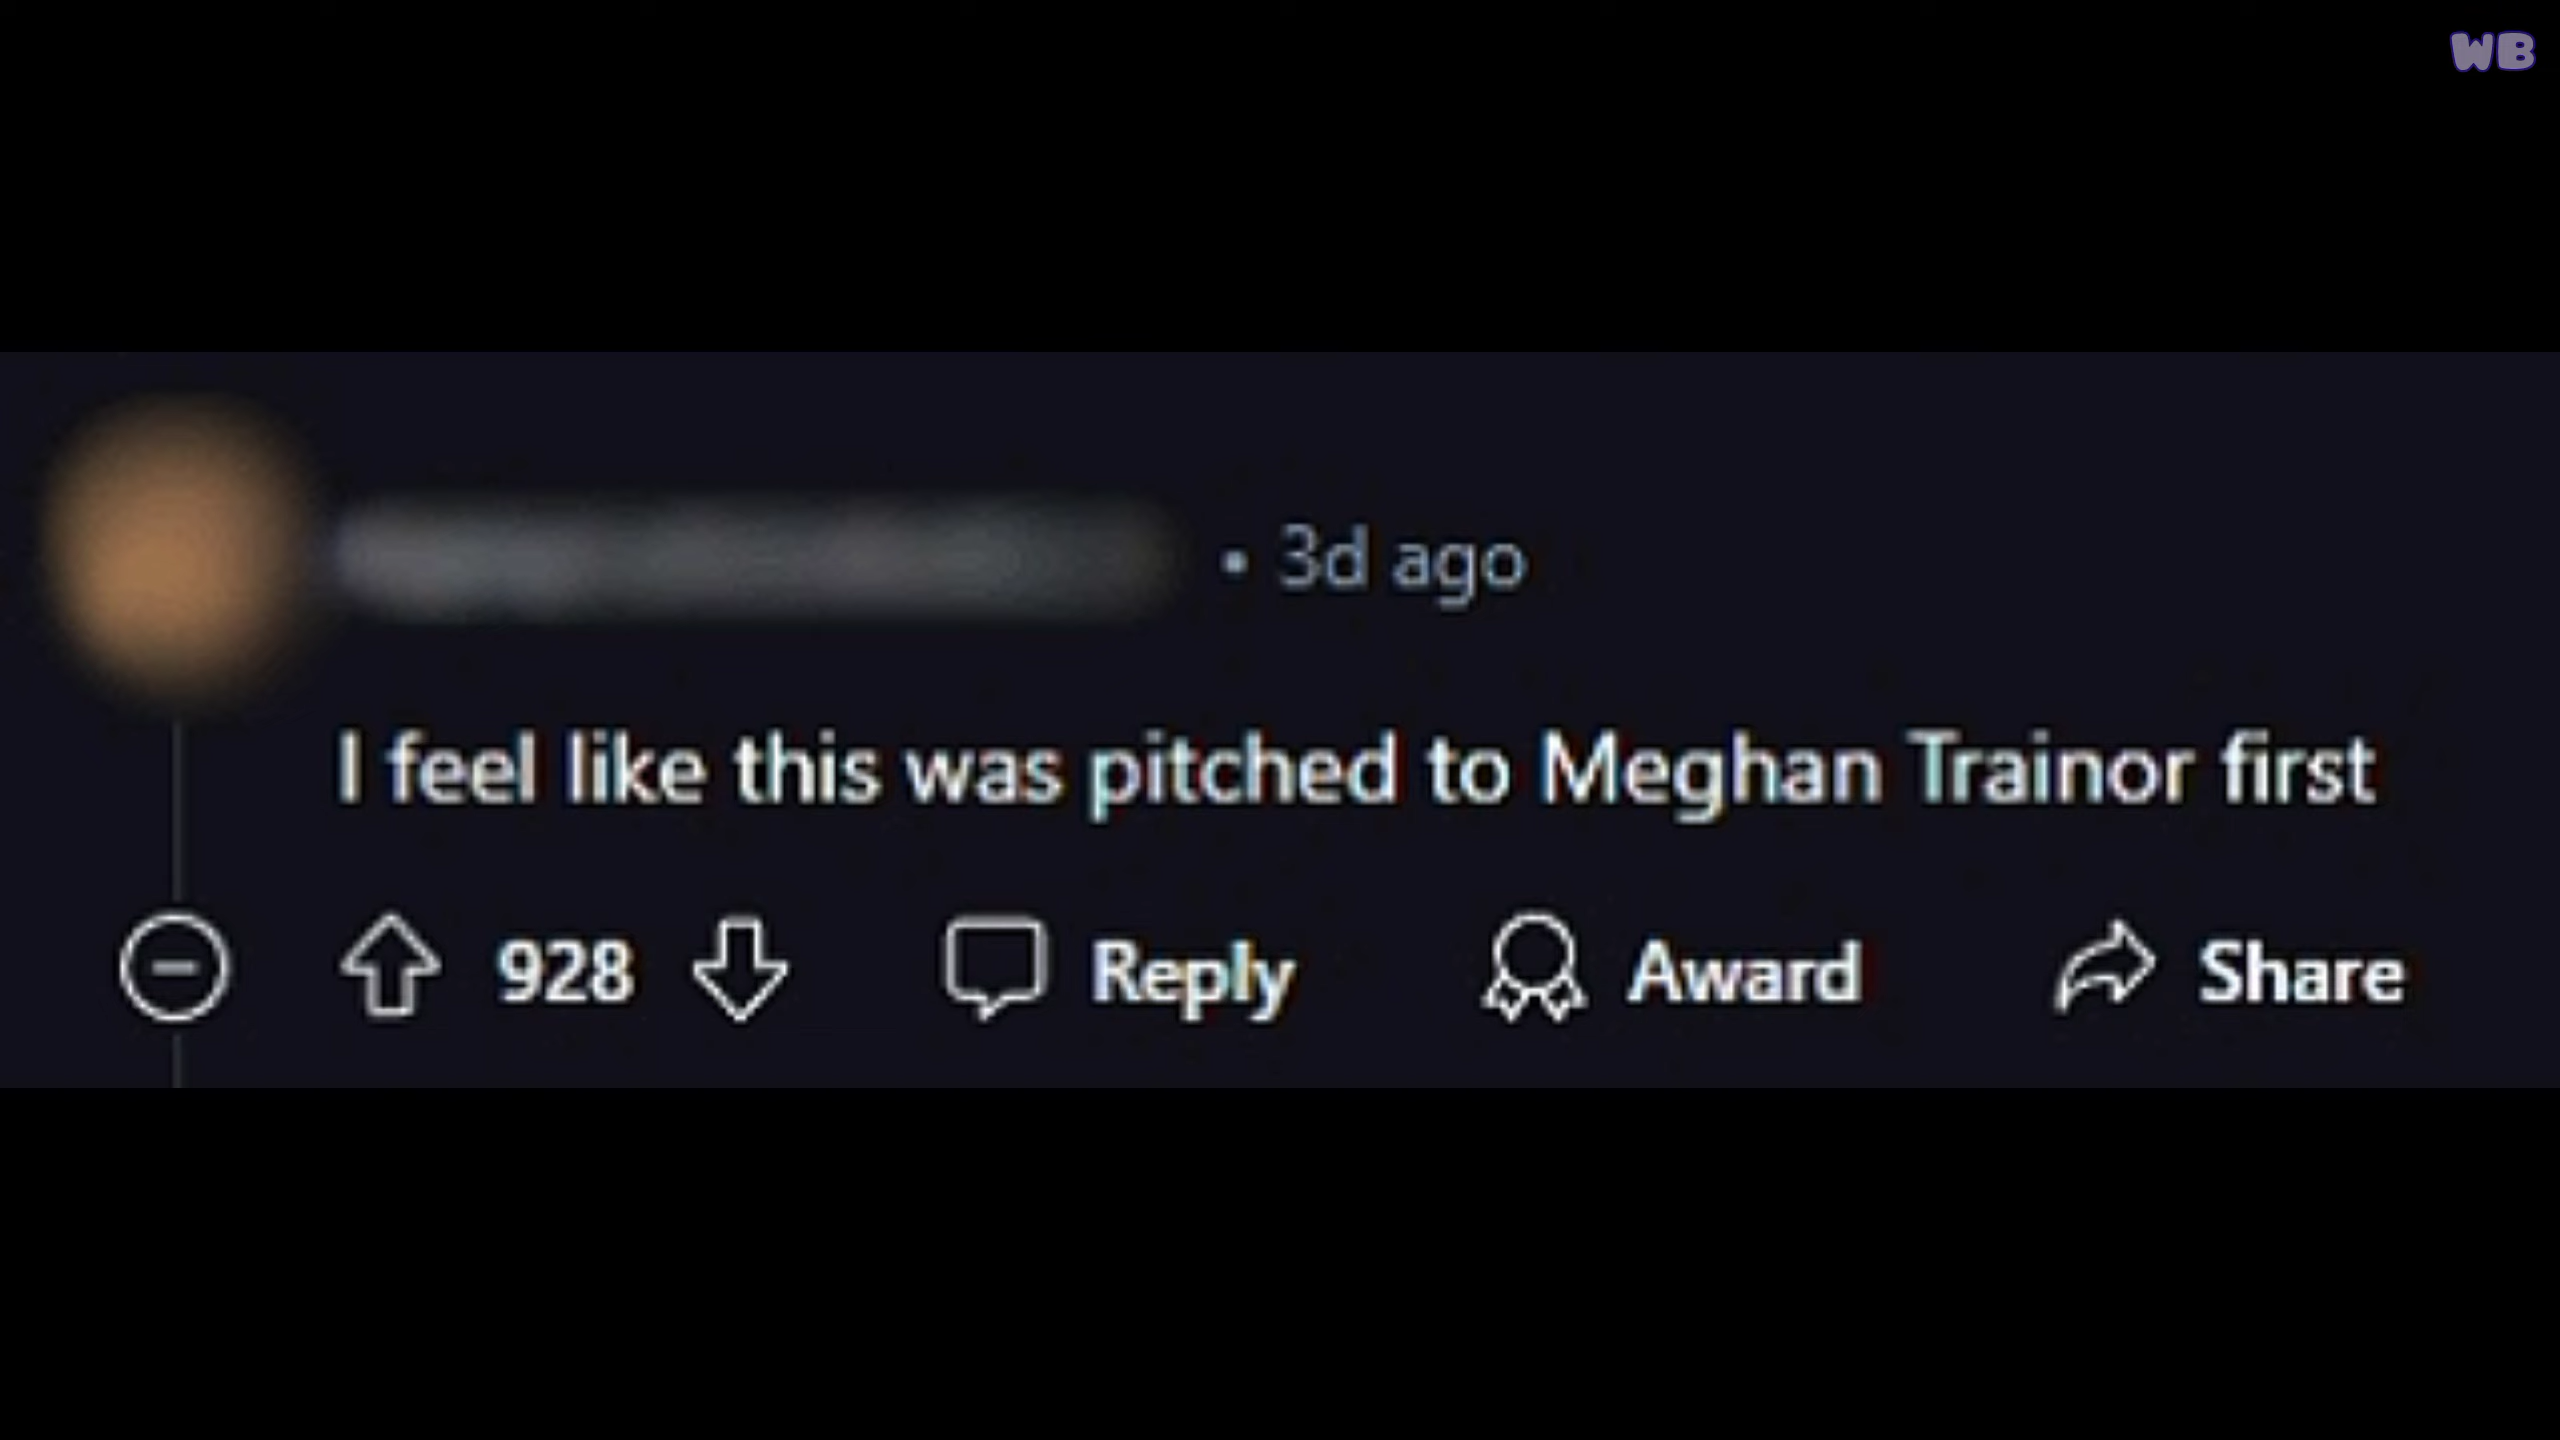 WB
• 3d ago
I feel like this was pitched to Meghan Trainor first
928 Reply Award Share